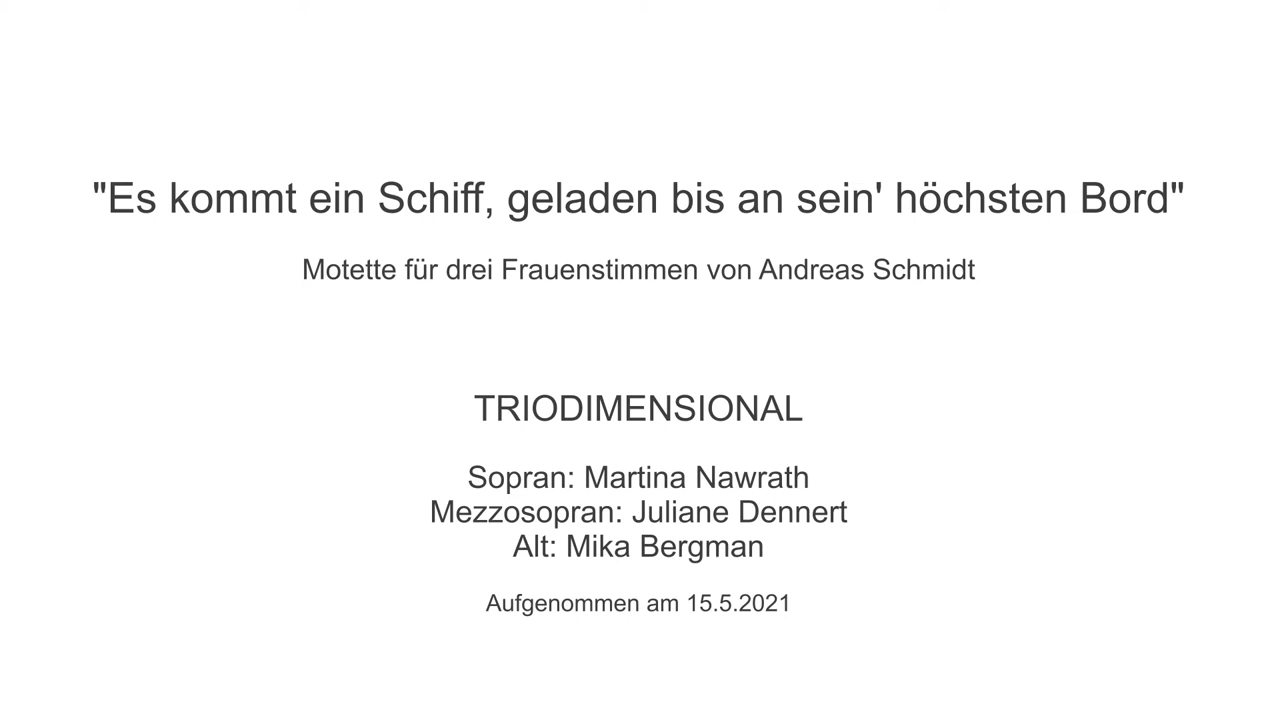 "Es kommt ein Schiff, geladen bis an sein' höchsten Bord"
Motette für drei Frauenstimmen von Andreas Schmidt
TRIODIMENSIONAL
Sopran: Martina Nawrath
Mezzosopran: Juliane Dennert
Alt: Mika Bergman
Aufgenommen am 15.5.2021